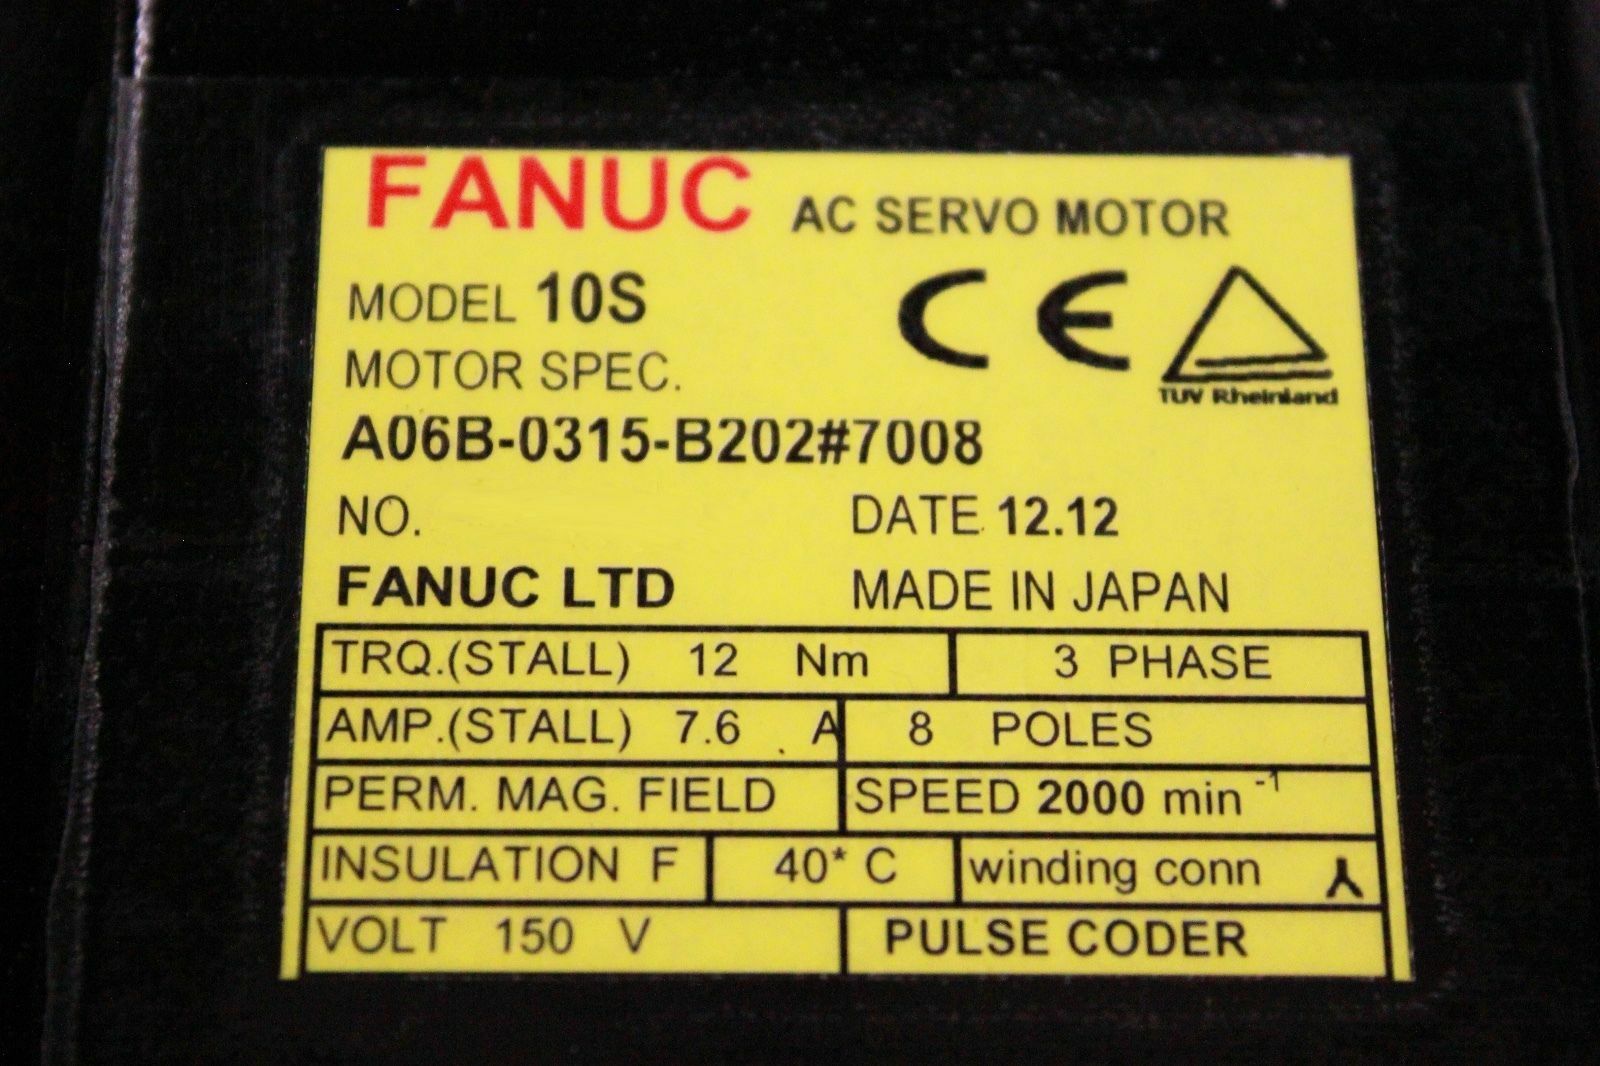 FANUC AC SERVO MOTOR
MODEL 10S
CE
MOTOR SPEC.
TUV Rheinland
A06B-0315-B202#7008
NO. DATE 12.12
FANUC LTD MADE IN JAPAN
TRQ.(STALL) 12 Nm 3 PHASE
AMP.(STALL) 7.6 A 8 POLES
PERM. MAG. FIELD SPEED 2000 min -1
INSULATION F 40* C winding conn
VOLT 150 V PULSE CODER